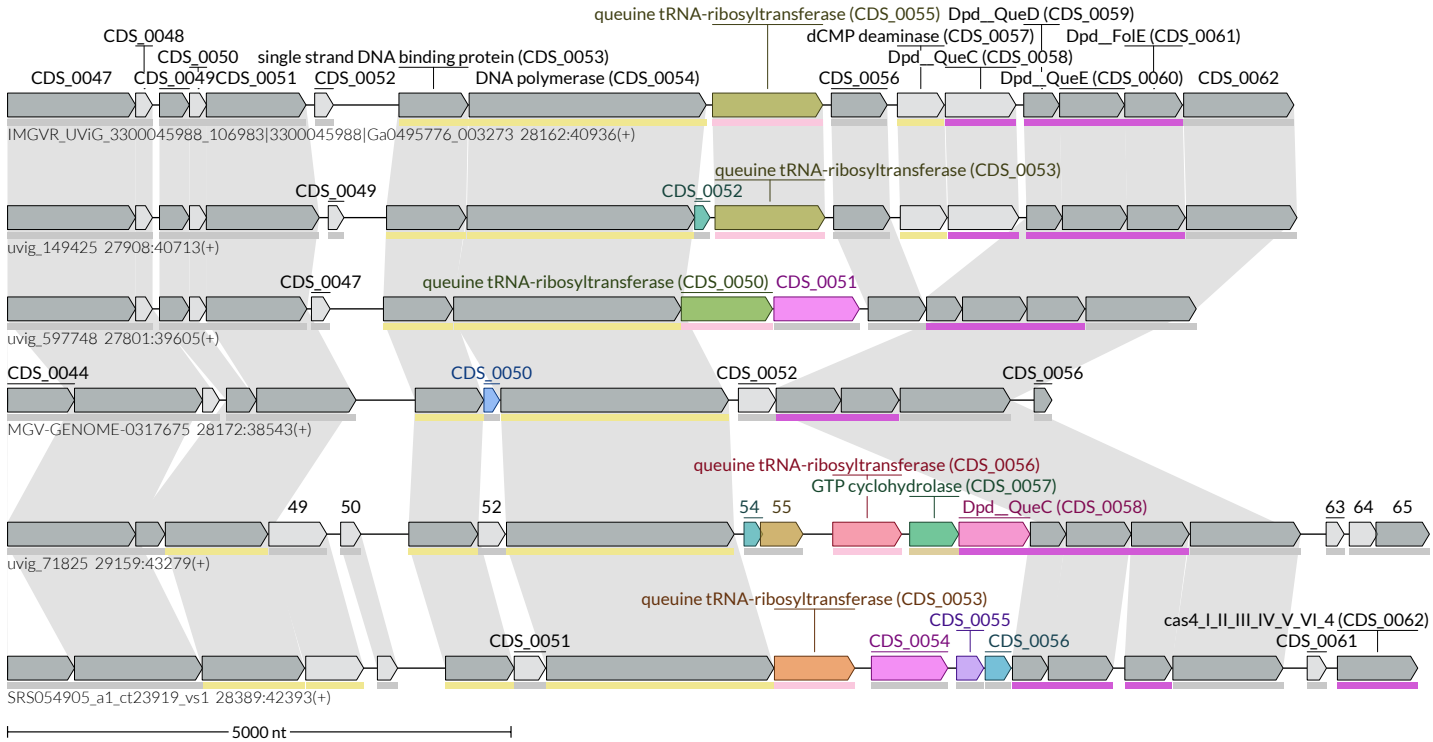 queuine tRNA-ribosyltransferase (CDS_0055) Dpd__QueD (CDS_0059)
CDS_0048 dCMP deaminase (CDS_0057) Dpd__FolE (CDS_0061)
CDS_0050 single strand DNA binding protein (CDS_0053) Dpd__QueC (CDS_0058)
CDS_0047 CDS_0049 CDS_0051 CDS_0052 DNA polymerase (CDS_0054) CDS_0056 Dpd__QueE (CDS_0060) CDS_0062
IMGVR_UViG_3300045988_106983|3300045988|Ga0495776_003273 28162:40936(+)
queuine tRNA-ribosyltransferase (CDS_0053)
CDS_0049 CDS_0052
uvig_149425 27908:40713(+)
CDS_0047 queuine tRNA-ribosyltransferase (CDS_0050) CDS_0051
uvig_597748 27801:39605(+)
CDS_0044 CDS_0050 CDS_0052 CDS_0056
MGV-GENOME-0317675 28172:38543(+)
queuine tRNA-ribosyltransferase (CDS_0056)
GTP cyclohydrolase (CDS_0057)
49 50 52 54 55 Dpd__QueC (CDS_0058) 63 64 65
uvig_71825 29159:43279(+)
queuine tRNA-ribosyltransferase (CDS_0053)
CDS_0055 cas4_I_II_III_IV_V_VI_4 (CDS_0062)
CDS_0051 CDS_0054 CDS_0056 CDS_0061
SRS054905_a1_ct23919_vs1 28389:42393(+)
5000 nt